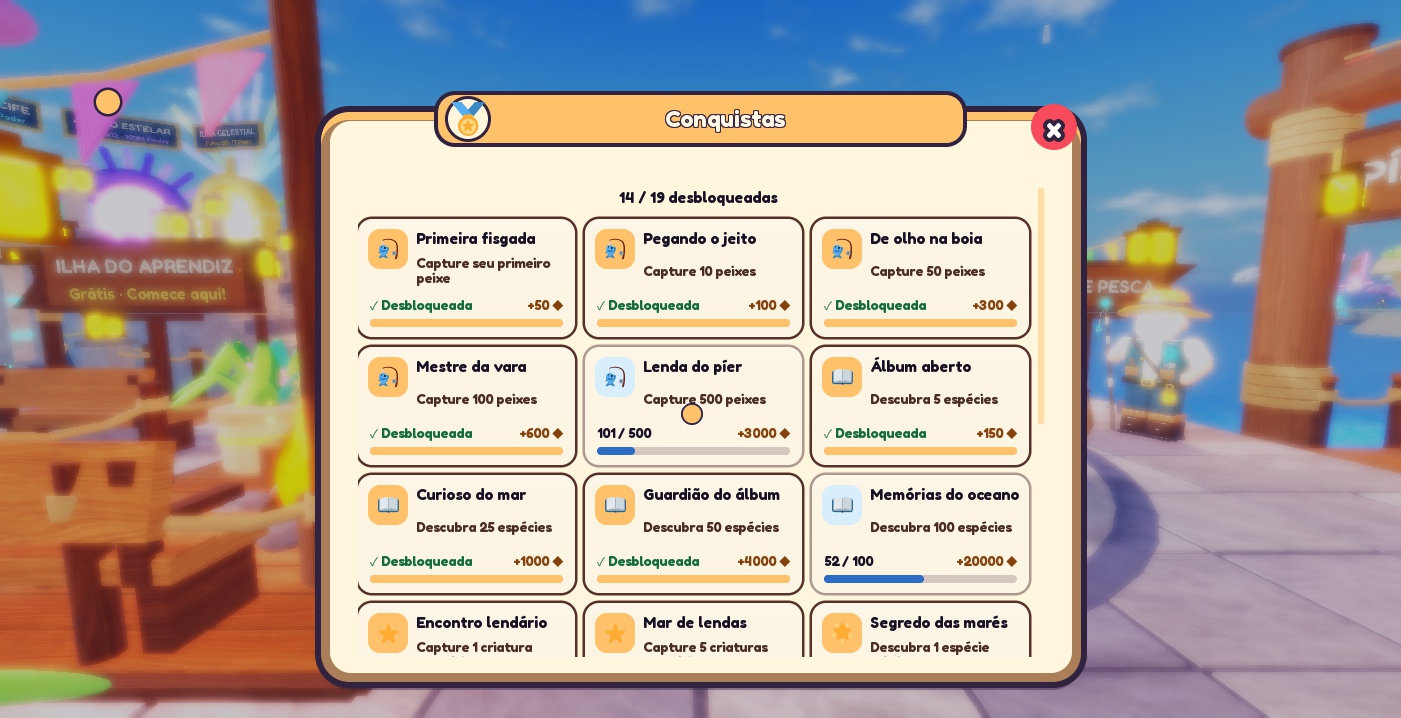 Conquistas
14 / 19 desbloqueadas
Primeira fisgada
Capture seu primeiro
peixe
✓ Desbloqueada
+50 ◆
Pegando o jeito
Capture 10 peixes
✓ Desbloqueada
+100 ◆
De olho na boia
Capture 50 peixes
✓ Desbloqueada
+300 ◆
Mestre da vara
Capture 100 peixes
✓ Desbloqueada
+600 ◆
Lenda do píer
Capture 500 peixes
101 / 500
+3000 ◆
Álbum aberto
Descubra 5 espécies
✓ Desbloqueada
+150 ◆
Curioso do mar
Descubra 25 espécies
✓ Desbloqueada
+1000 ◆
Guardião do álbum
Descubra 50 espécies
✓ Desbloqueada
+4000 ◆
Memórias do oceano
Descubra 100 espécies
52 / 100
+20000 ◆
Encontro lendário
Capture 1 criatura
Mar de lendas
Capture 5 criaturas
Segredo das marés
Descubra 1 espécie
ESTELAR
ILHA CELESTIAL
ILHA DO APRENDIZ
Grátis · Comece aqui!
E PESCA
PÍ